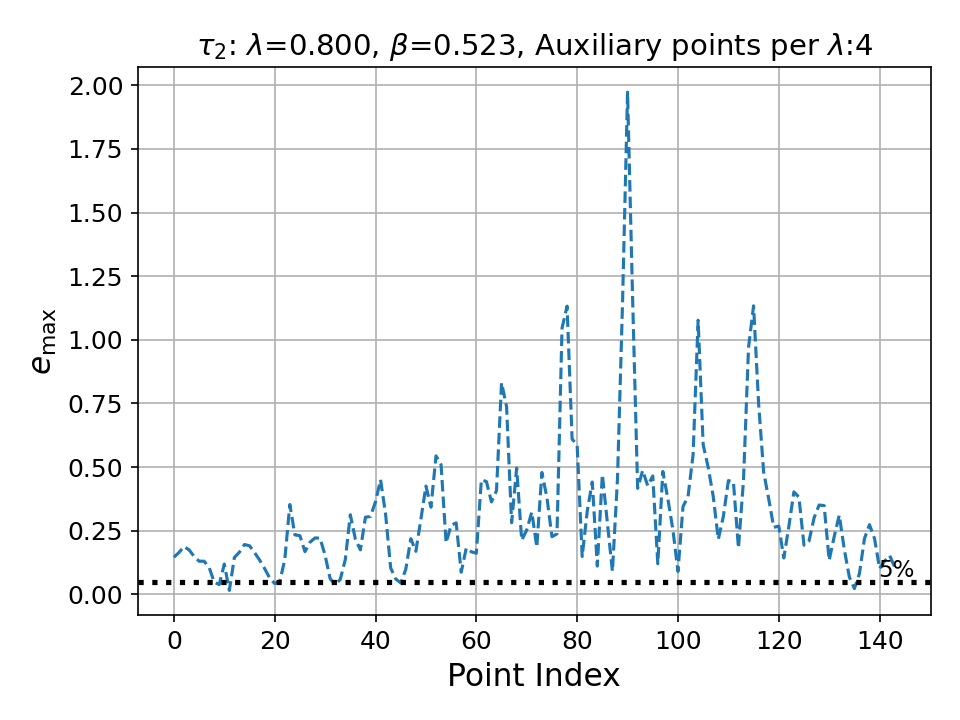 τ₂: λ=0.800, β=0.523, Auxiliary points per λ:4
2.00
1.75
1.50
1.25
1.00
0.75
0.50
0.25
0.00
e_max
5%
0 20 40 60 80 100 120 140
Point Index